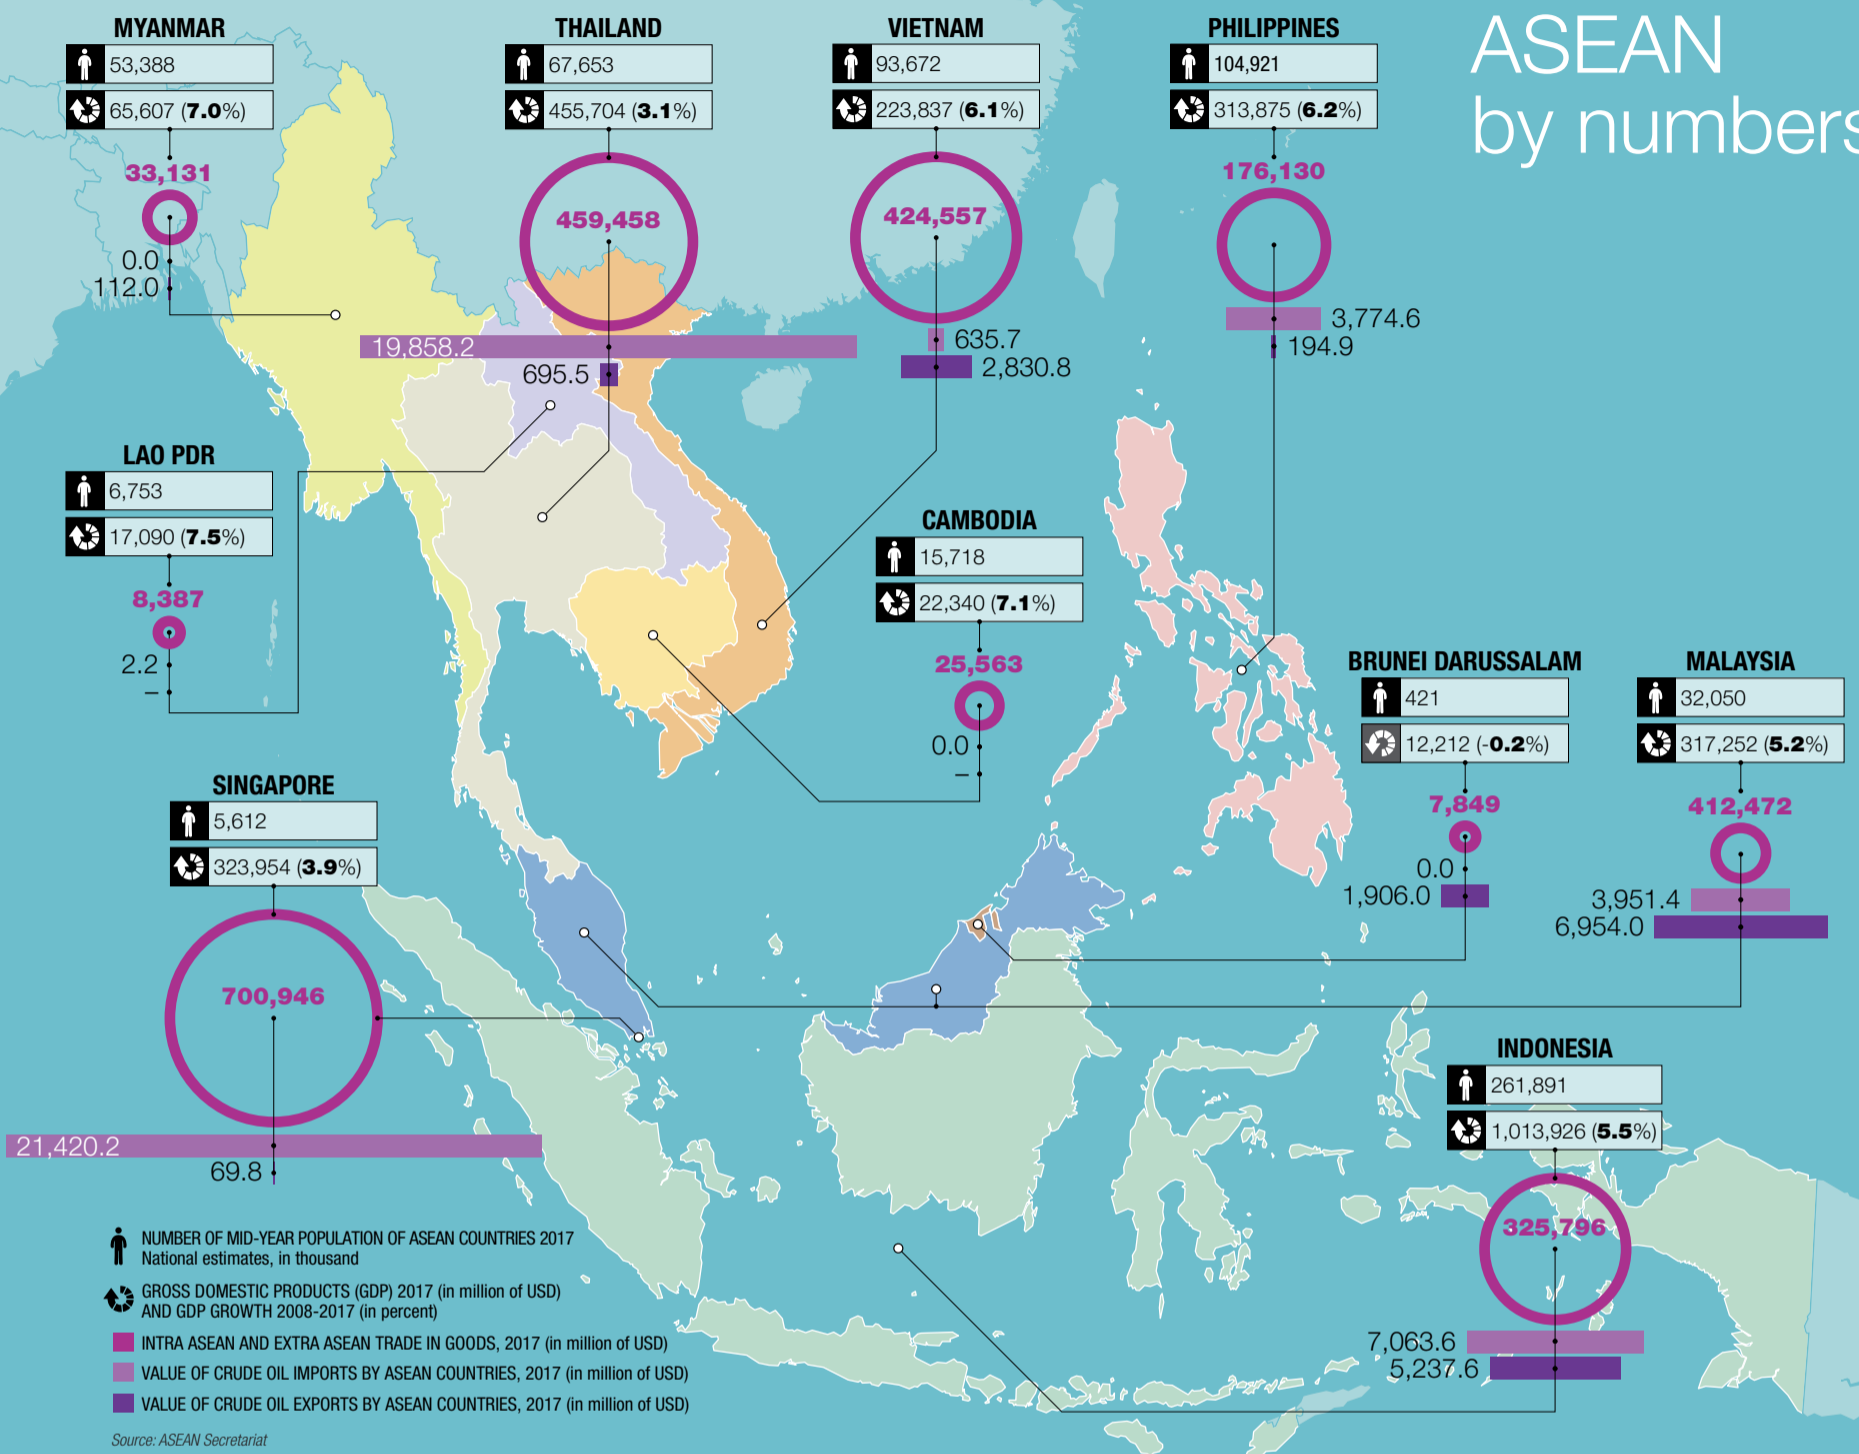 ASEAN
by numbers
MYANMAR
53,388
65,607 (7.0%)
33,131
0.0
112.0
THAILAND
67,653
455,704 (3.1%)
459,458
19,858.2
695.5
VIETNAM
93,672
223,837 (6.1%)
424,557
635.7
2,830.8
PHILIPPINES
104,921
313,875 (6.2%)
176,130
3,774.6
194.9
LAO PDR
6,753
17,090 (7.5%)
8,387
2.2
–
CAMBODIA
15,718
22,340 (7.1%)
25,563
0.0
–
BRUNEI DARUSSALAM
421
12,212 (-0.2%)
7,849
0.0
1,906.0
MALAYSIA
32,050
317,252 (5.2%)
412,472
3,951.4
6,954.0
SINGAPORE
5,612
323,954 (3.9%)
700,946
21,420.2
69.8
INDONESIA
261,891
1,013,926 (5.5%)
325,796
7,063.6
5,237.6
NUMBER OF MID-YEAR POPULATION OF ASEAN COUNTRIES 2017
National estimates, in thousand
GROSS DOMESTIC PRODUCTS (GDP) 2017 (in million of USD)
AND GDP GROWTH 2008-2017 (in percent)
INTRA ASEAN AND EXTRA ASEAN TRADE IN GOODS, 2017 (in million of USD)
VALUE OF CRUDE OIL IMPORTS BY ASEAN COUNTRIES, 2017 (in million of USD)
VALUE OF CRUDE OIL EXPORTS BY ASEAN COUNTRIES, 2017 (in million of USD)
Source: ASEAN Secretariat